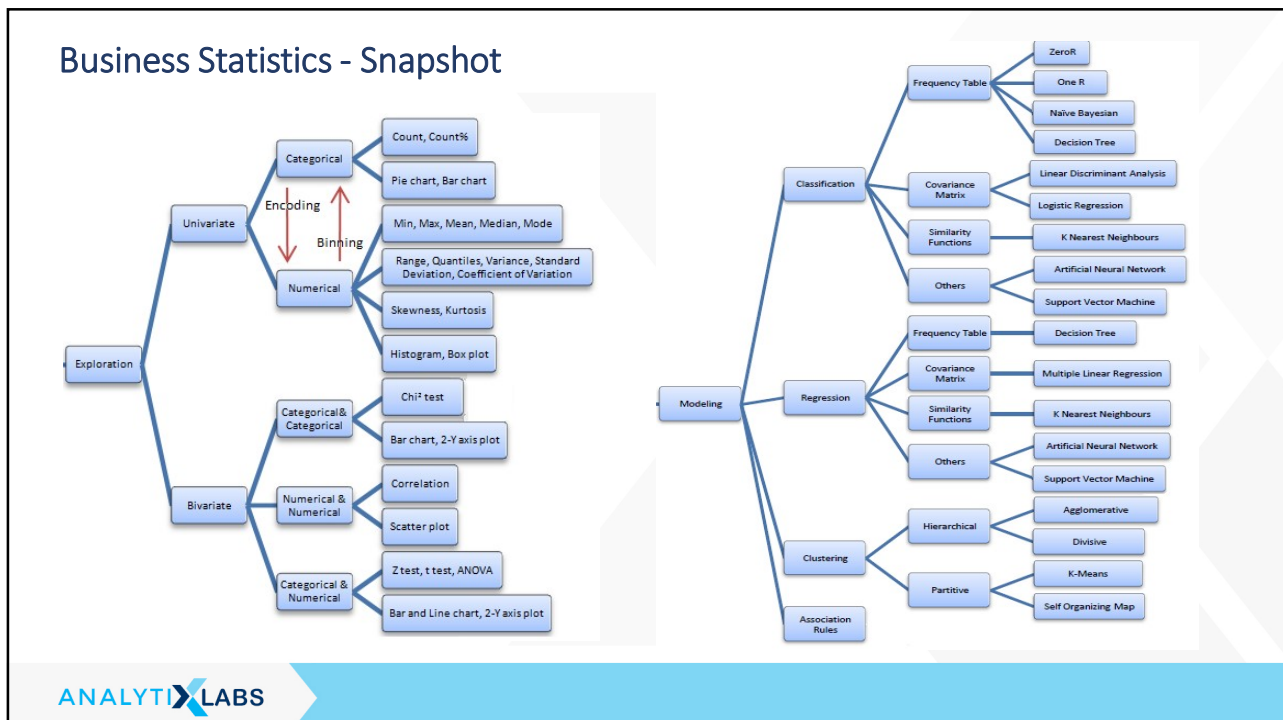 Business Statistics - Snapshot
Exploration
Univariate
Categorical
Count, Count%
Pie chart, Bar chart
Encoding
Binning
Numerical
Min, Max, Mean, Median, Mode
Range, Quantiles, Variance, Standard
Deviation, Coefficient of Variation
Skewness, Kurtosis
Histogram, Box plot
Bivariate
Categorical&
Categorical
Chi² test
Bar chart, 2-Y axis plot
Numerical &
Numerical
Correlation
Scatter plot
Categorical &
Numerical
Z test, t test, ANOVA
Bar and Line chart, 2-Y axis plot
Modeling
Classification
Frequency Table
ZeroR
One R
Naïve Bayesian
Decision Tree
Covariance
Matrix
Linear Discriminant Analysis
Logistic Regression
Similarity
Functions
K Nearest Neighbours
Others
Artificial Neural Network
Support Vector Machine
Regression
Frequency Table
Decision Tree
Covariance
Matrix
Multiple Linear Regression
Similarity
Functions
K Nearest Neighbours
Others
Artificial Neural Network
Support Vector Machine
Clustering
Hierarchical
Agglomerative
Divisive
Partitive
K-Means
Self Organizing Map
Association
Rules
ANALYTIXLABS